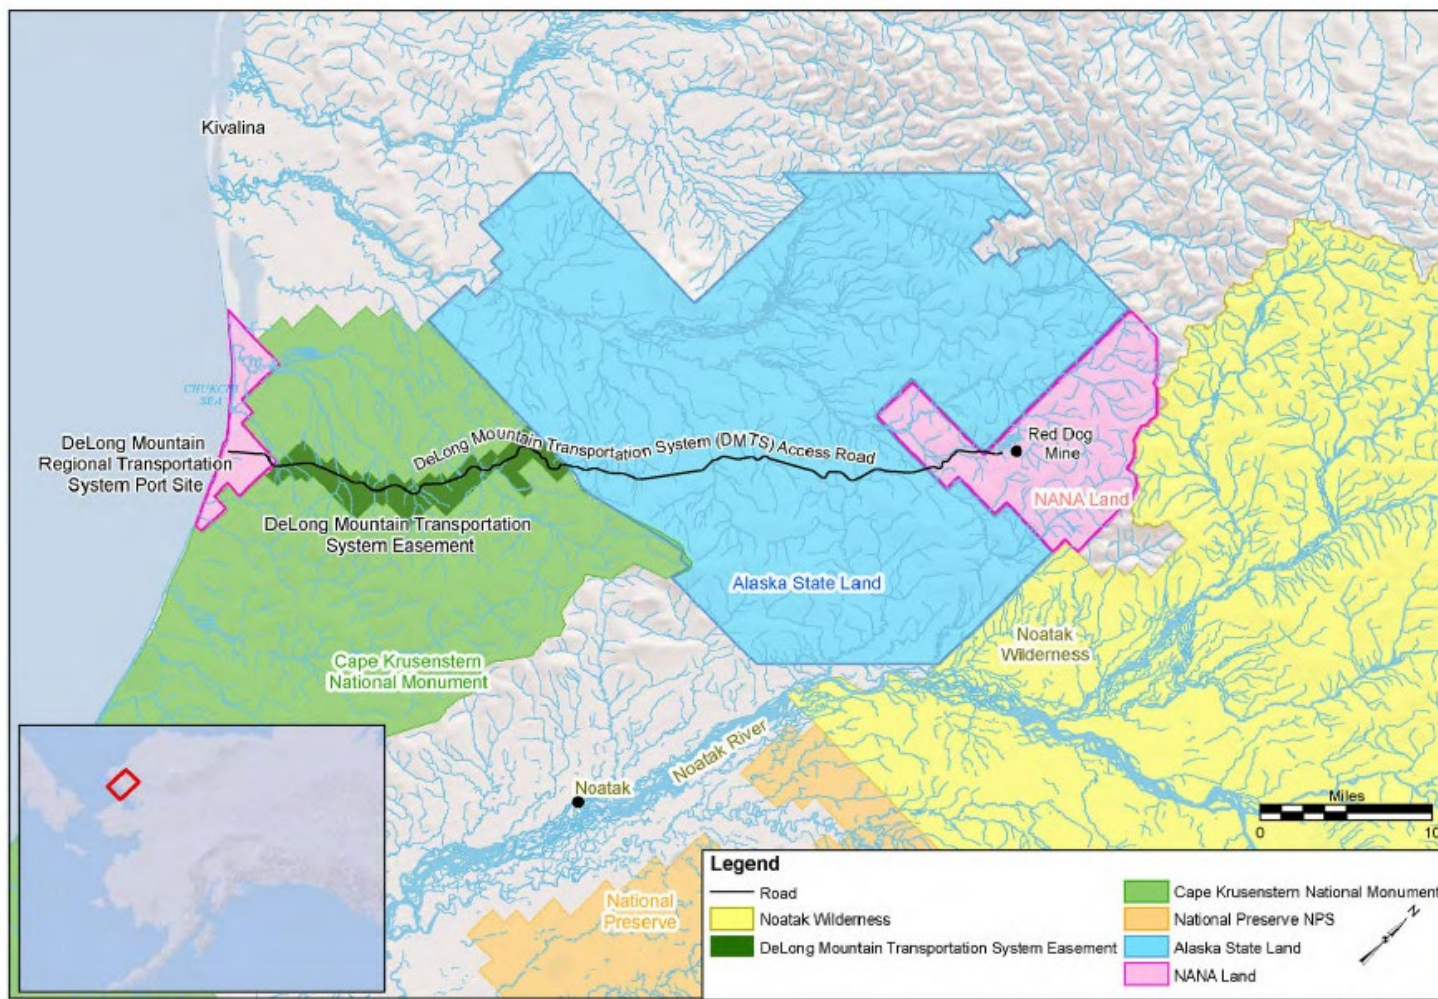 Kivalina
CHUKCHI
SEA
DeLong Mountain
Regional Transportation
System Port Site
DeLong Mountain Transportation System (DMTS) Access Road
Red Dog
Mine
NANA Land
DeLong Mountain Transportation
System Easement
Alaska State Land
Noatak
Wilderness
Cape Krusenstern
National Monument
Noatak River
Noatak
National
Preserve
Miles
0
10
Legend
Road
Noatak Wilderness
DeLong Mountain Transportation System Easement
Cape Krusenstern National Monument
National Preserve NPS
Alaska State Land
NANA Land
N